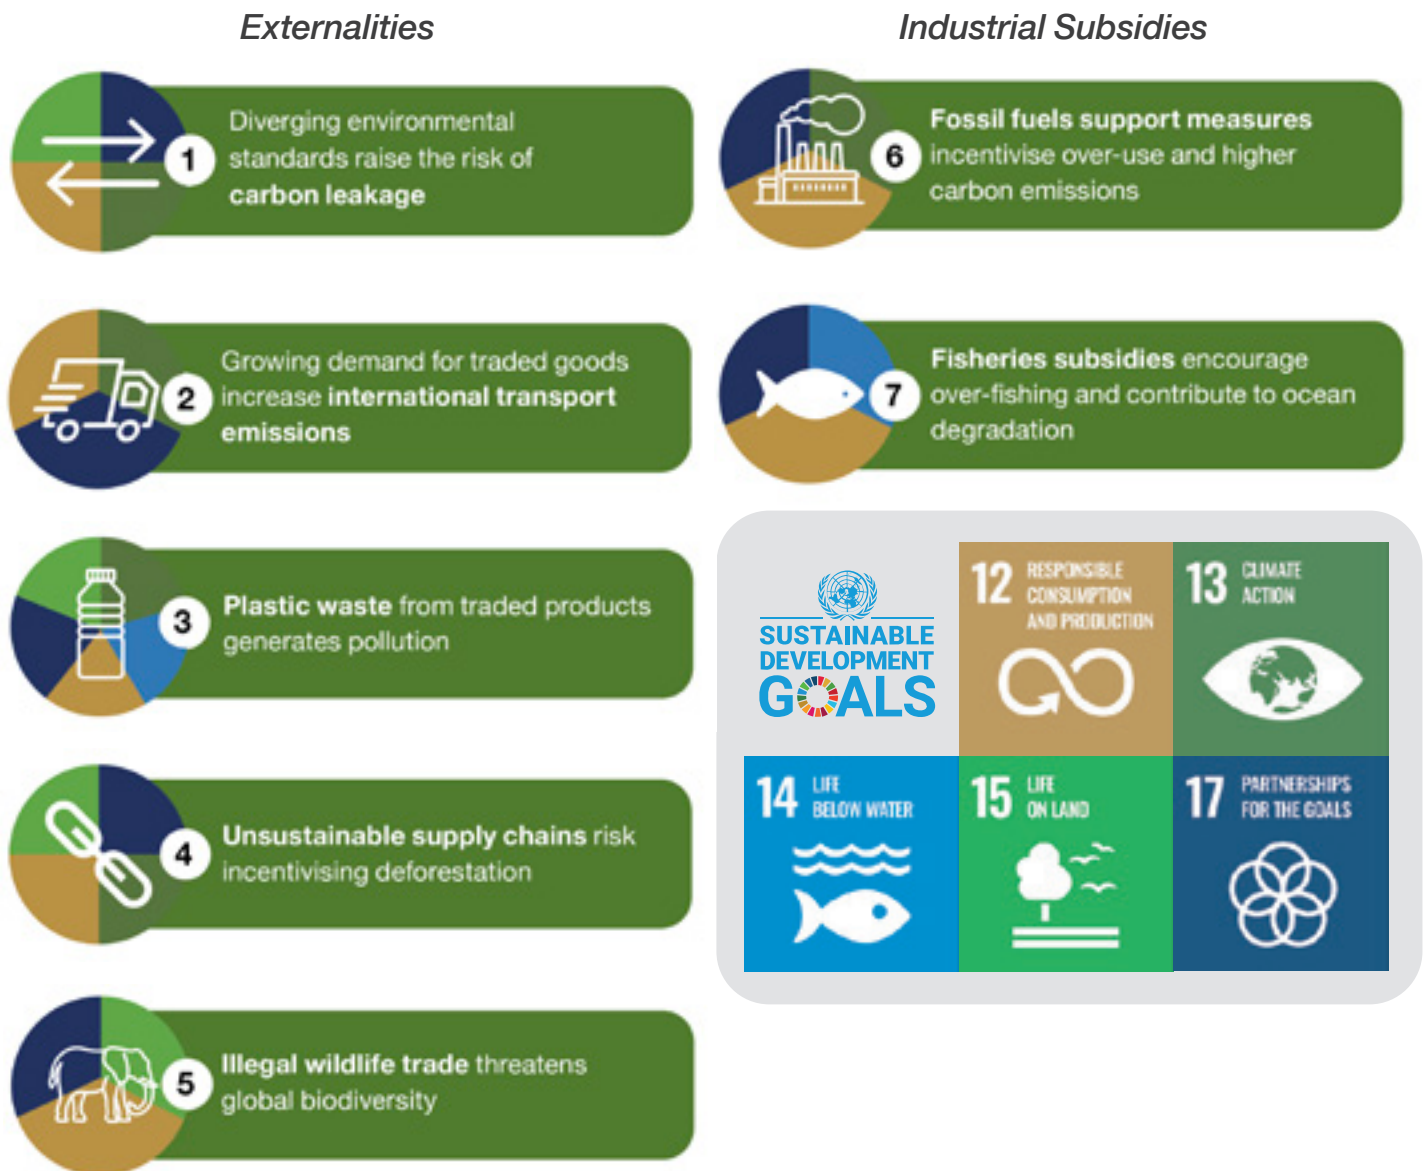 Externalities
1
Diverging environmental
standards raise the risk of
carbon leakage
2
Growing demand for traded goods
increase international transport
emissions
3
Plastic waste from traded products
generates pollution
4
Unsustainable supply chains risk
incentivising deforestation
5
Illegal wildlife trade threatens
global biodiversity
Industrial Subsidies
6
Fossil fuels support measures
incentivise over-use and higher
carbon emissions
7
Fisheries subsidies encourage
over-fishing and contribute to ocean
degradation
SUSTAINABLE
DEVELOPMENT
GOALS
12 RESPONSIBLE
CONSUMPTION
AND PRODUCTION
13 CLIMATE
ACTION
14 LIFE
BELOW WATER
15 LIFE
ON LAND
17 PARTNERSHIPS
FOR THE GOALS